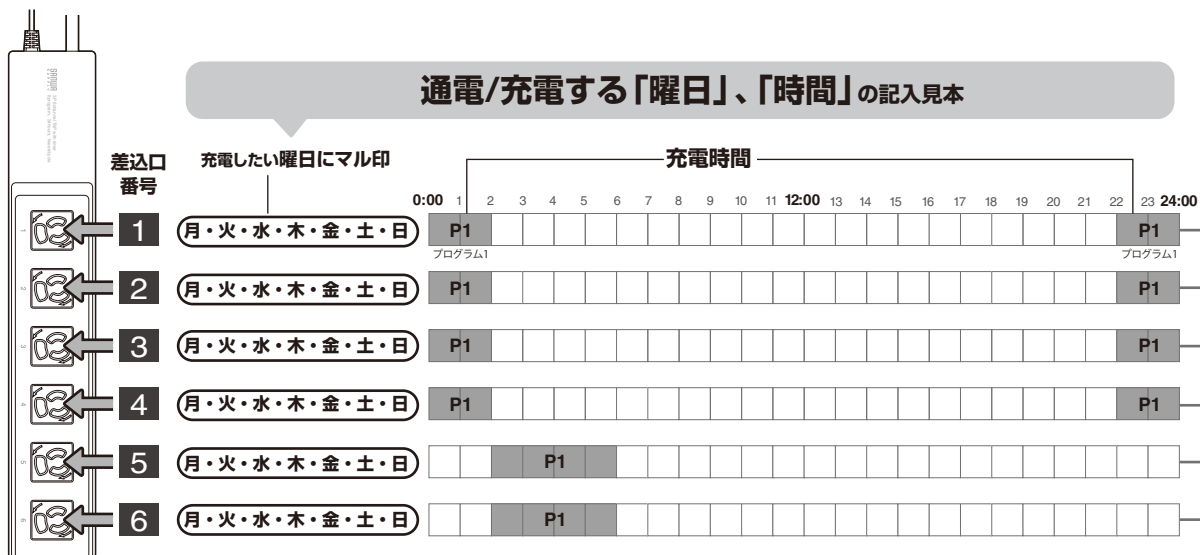 通電/充電する「曜日」、「時間」の記入見本
差込口
番号
充電したい曜日にマル印
充電時間
0:00 1 2 3 4 5 6 7 8 9 10 11 12:00 13 14 15 16 17 18 19 20 21 22 23 24:00
1 1 月・火・水・木・金・土・日 P1 P1
プログラム1 プログラム1
2 2 月・火・水・木・金・土・日 P1 P1
3 3 月・火・水・木・金・土・日 P1 P1
4 4 月・火・水・木・金・土・日 P1 P1
5 5 月・火・水・木・金・土・日 P1
6 6 月・火・水・木・金・土・日 P1
SANWA